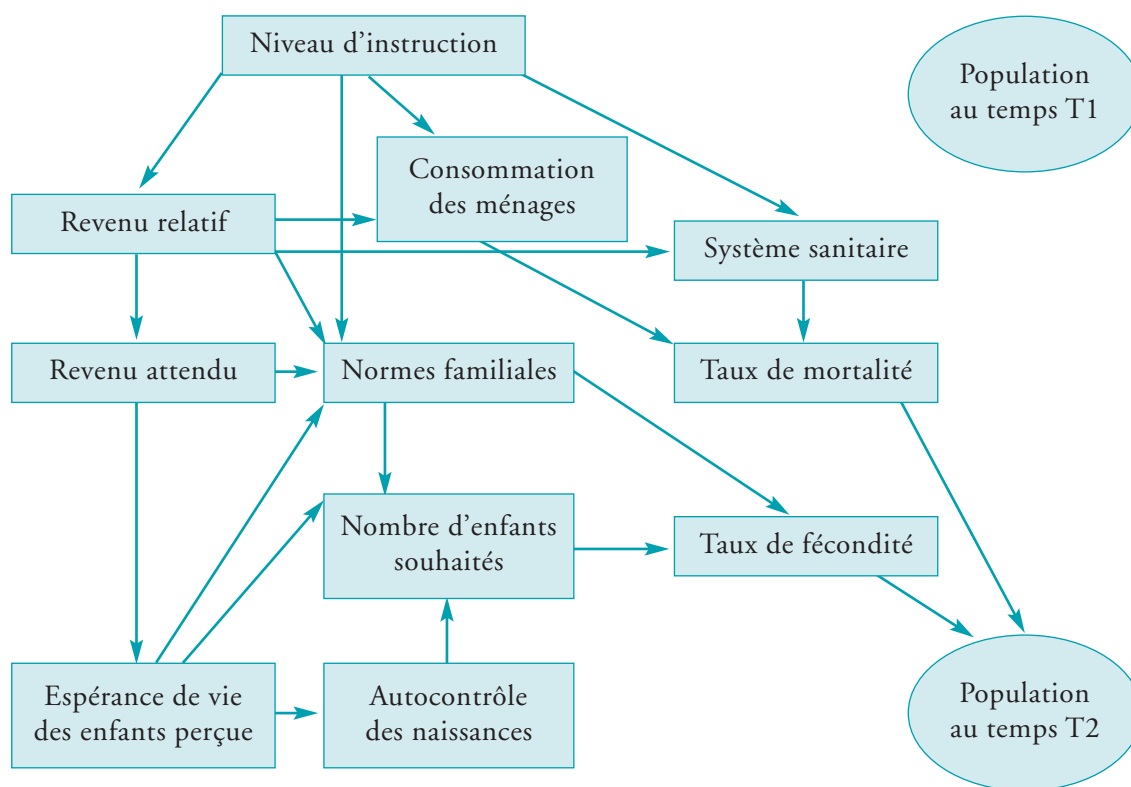 Niveau d’instruction
Population
au temps T1
Consommation
des ménages
Revenu relatif
Système sanitaire
Revenu attendu
Normes familiales
Taux de mortalité
Nombre d’enfants
souhaités
Taux de fécondité
Espérance de vie
des enfants perçue
Autocontrôle
des naissances
Population
au temps T2